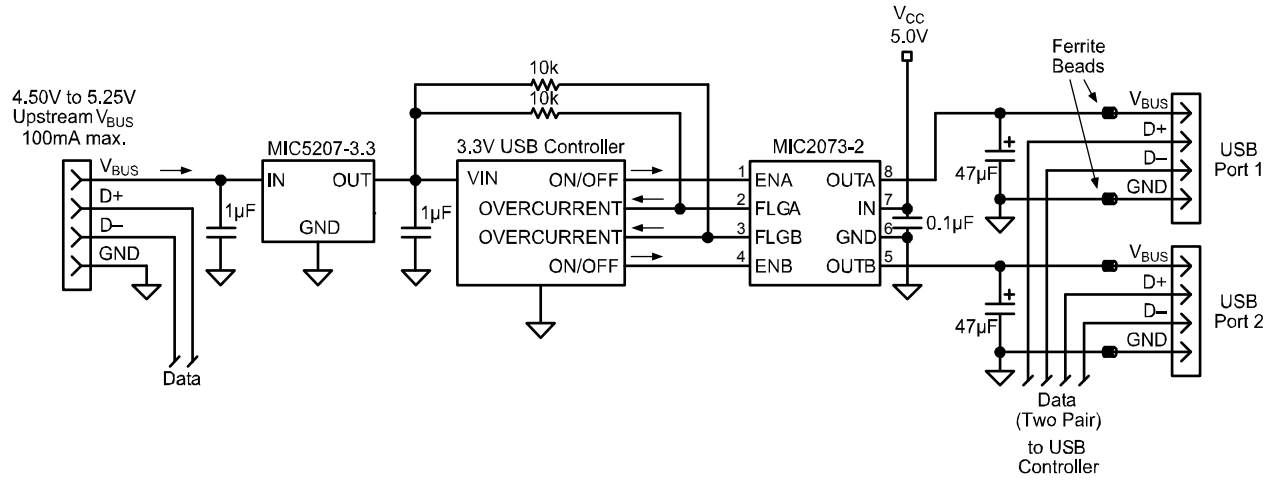 VCC
5.0V
Ferrite
Beads
10k
10k
4.50V to 5.25V
Upstream VBUS
100mA max.
MIC5207-3.3
3.3V USB Controller
MIC2073-2
VBUS
D+
D–
GND
IN
OUT
GND
1µF
1µF
VIN
ON/OFF
OVERCURRENT
OVERCURRENT
ON/OFF
1
2
3
4
ENA
FLGA
FLGB
ENB
OUTA
IN
GND
OUTB
8
7
6
5
0.1µF
+
47µF
+
47µF
VBUS
D+
D–
GND
USB
Port 1
VBUS
D+
D–
GND
USB
Port 2
Data
Data
(Two Pair)
to USB
Controller